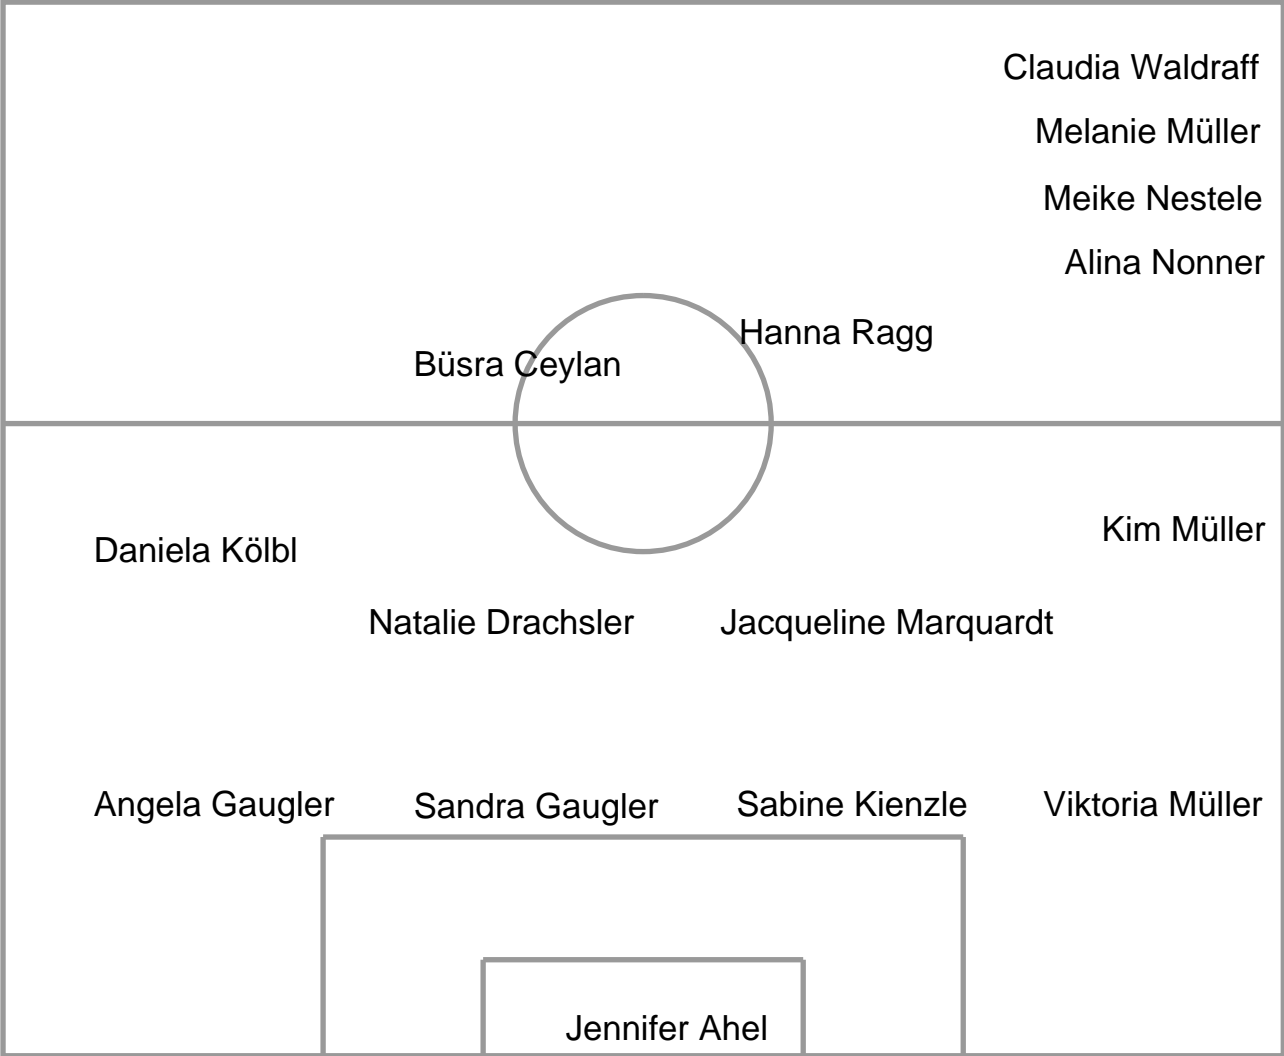 Claudia Waldraff
Melanie Müller
Meike Nestele
Alina Nonner
Hanna Ragg
Büsra Ceylan
Kim Müller
Daniela Kölbl
Natalie Drachsler
Jacqueline Marquardt
Angela Gaugler
Sandra Gaugler
Sabine Kienzle
Viktoria Müller
Jennifer Ahel